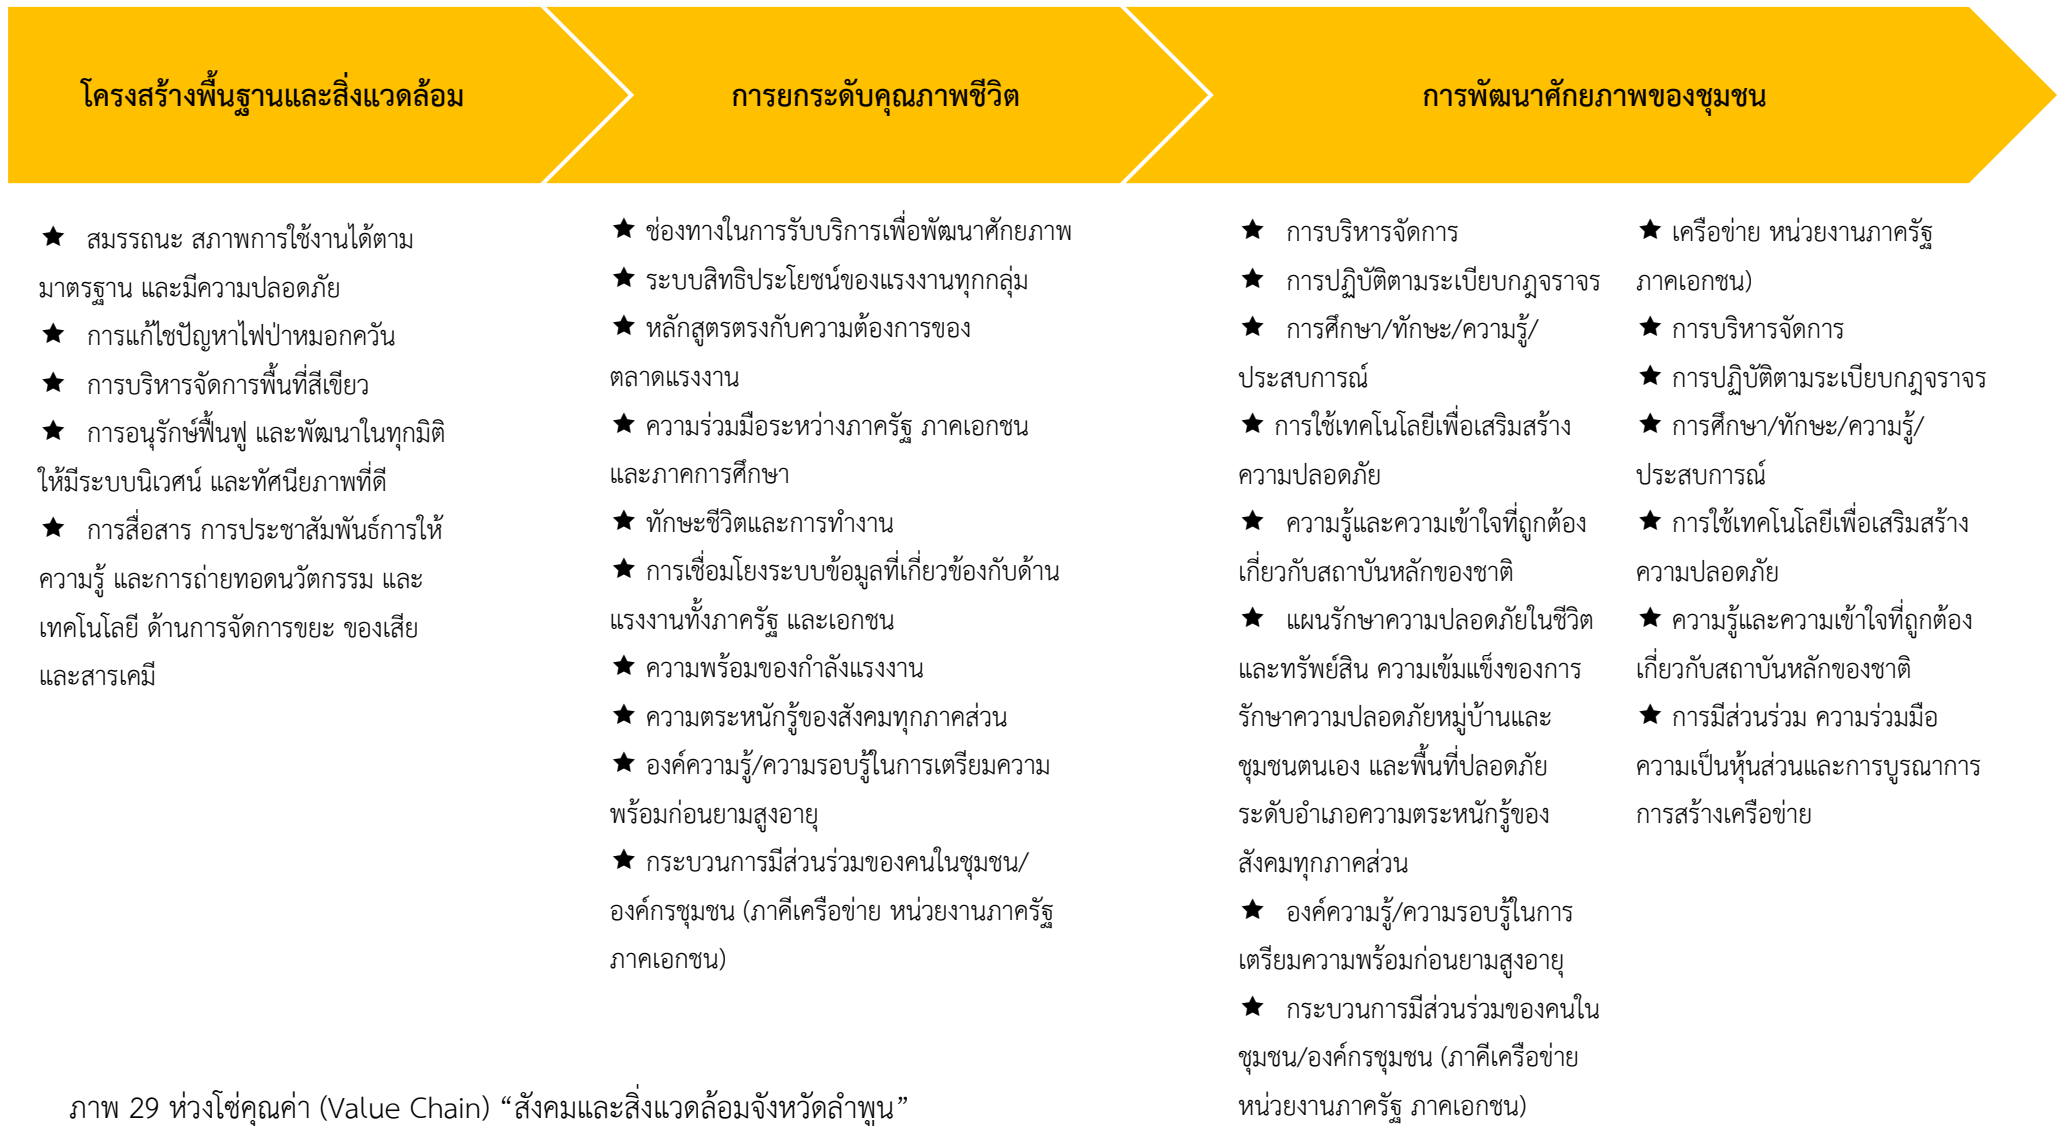 โครงสร้างพื้นฐานและสิ่งแวดล้อม
การยกระดับคุณภาพชีวิต
การพัฒนาศักยภาพของชุมชน
★ สมรรถนะ สภาพการใช้งานได้ตาม
มาตรฐาน และมีความปลอดภัย
★ การแก้ไชปัญหาไฟป่าหมอกควัน
★ การบริหารจัดการพื้นที่สีเขียว
★ การอนุรักษ์ฟื้นฟู และพัฒนาในทุกมิติ
ให้มีระบบนิเวศน์ และทัศนียภาพที่ดี
★ การสื่อสาร การประชาสัมพันธ์การให้
ความรู้ และการถ่ายทอดนวัตกรรม และ
เทคโนโลยี ด้านการจัดการขยะ ของเสีย
และสารเคมี
★ ช่องทางในการรับบริการเพื่อพัฒนาศักยภาพ
★ ระบบสิทธิประโยชน์ของแรงงานทุกกลุ่ม
★ หลักสูตรตรงกับความต้องการของ
ตลาดแรงงาน
★ ความร่วมมือระหว่างภาครัฐ ภาคเอกชน
และภาคการศึกษา
★ ทักษะชีวิตและการทำงาน
★ การเชื่อมโยงระบบข้อมูลที่เกี่ยวข้องกับด้าน
แรงงานทั้งภาครัฐ และเอกชน
★ ความพร้อมของกำลังแรงงาน
★ ความตระหนักรู้ของสังคมทุกภาคส่วน
★ องค์ความรู้/ความรอบรู้ในการเตรียมความ
พร้อมก่อนยามสูงอายุ
★ กระบวนการมีส่วนร่วมของคนในชุมชน/
องค์กรชุมชน (ภาคีเครือข่าย หน่วยงานภาครัฐ
ภาคเอกชน)
★ การบริหารจัดการ
★ การปฏิบัติตามระเบียบกฎจราจร
★ การศึกษา/ทักษะ/ความรู้/
ประสบการณ์
★ การใช้เทคโนโลยีเพื่อเสริมสร้าง
ความปลอดภัย
★ ความรู้และความเข้าใจที่ถูกต้อง
เกี่ยวกับสถาบันหลักของชาติ
★ แผนรักษาความปลอดภัยในชีวิต
และทรัพย์สิน ความเข้มแข็งของการ
รักษาความปลอดภัยหมู่บ้านและ
ชุมชนตนเอง และพื้นที่ปลอดภัย
ระดับอำเภอความตระหนักรู้ของ
สังคมทุกภาคส่วน
★ องค์ความรู้/ความรอบรู้ในการ
เตรียมความพร้อมก่อนยามสูงอายุ
★ กระบวนการมีส่วนร่วมของคนใน
ชุมชน/องค์กรชุมชน (ภาคีเครือข่าย
หน่วยงานภาครัฐ ภาคเอกชน)
★ เครือข่าย หน่วยงานภาครัฐ
ภาคเอกชน)
★ การบริหารจัดการ
★ การปฏิบัติตามระเบียบกฎจราจร
★ การศึกษา/ทักษะ/ความรู้/
ประสบการณ์
★ การใช้เทคโนโลยีเพื่อเสริมสร้าง
ความปลอดภัย
★ ความรู้และความเข้าใจที่ถูกต้อง
เกี่ยวกับสถาบันหลักของชาติ
★ การมีส่วนร่วม ความร่วมมือ
ความเป็นหุ้นส่วนและการบูรณาการ
การสร้างเครือข่าย
ภาพ 29 ห่วงโซ่คุณค่า (Value Chain) “สังคมและสิ่งแวดล้อมจังหวัดลำพูน”